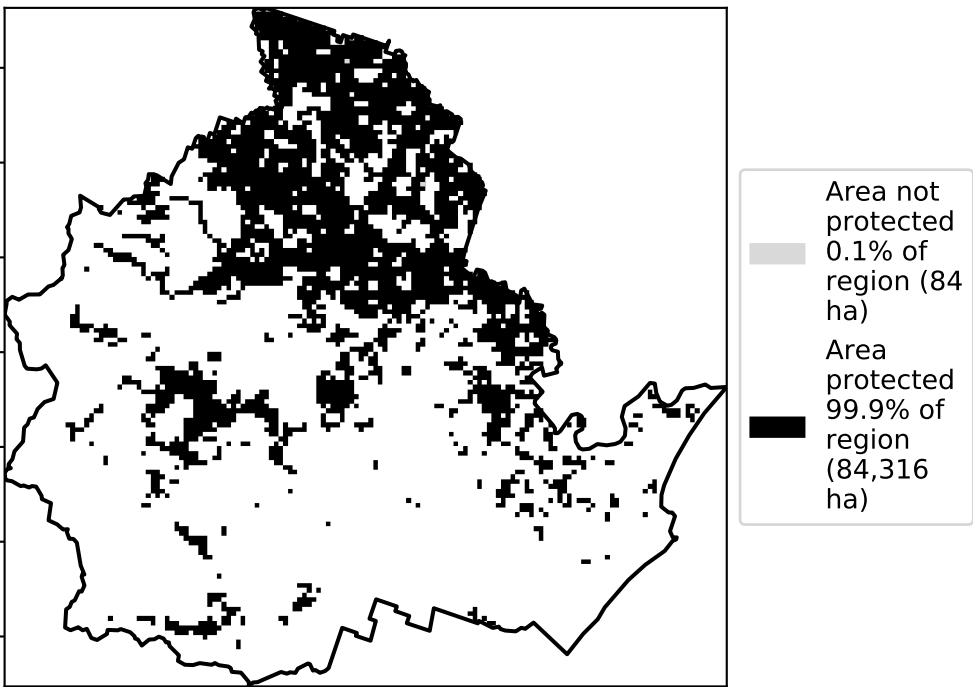 Area not
protected
0.1% of
region (84
ha)
Area
protected
99.9% of
region
(84,316
ha)